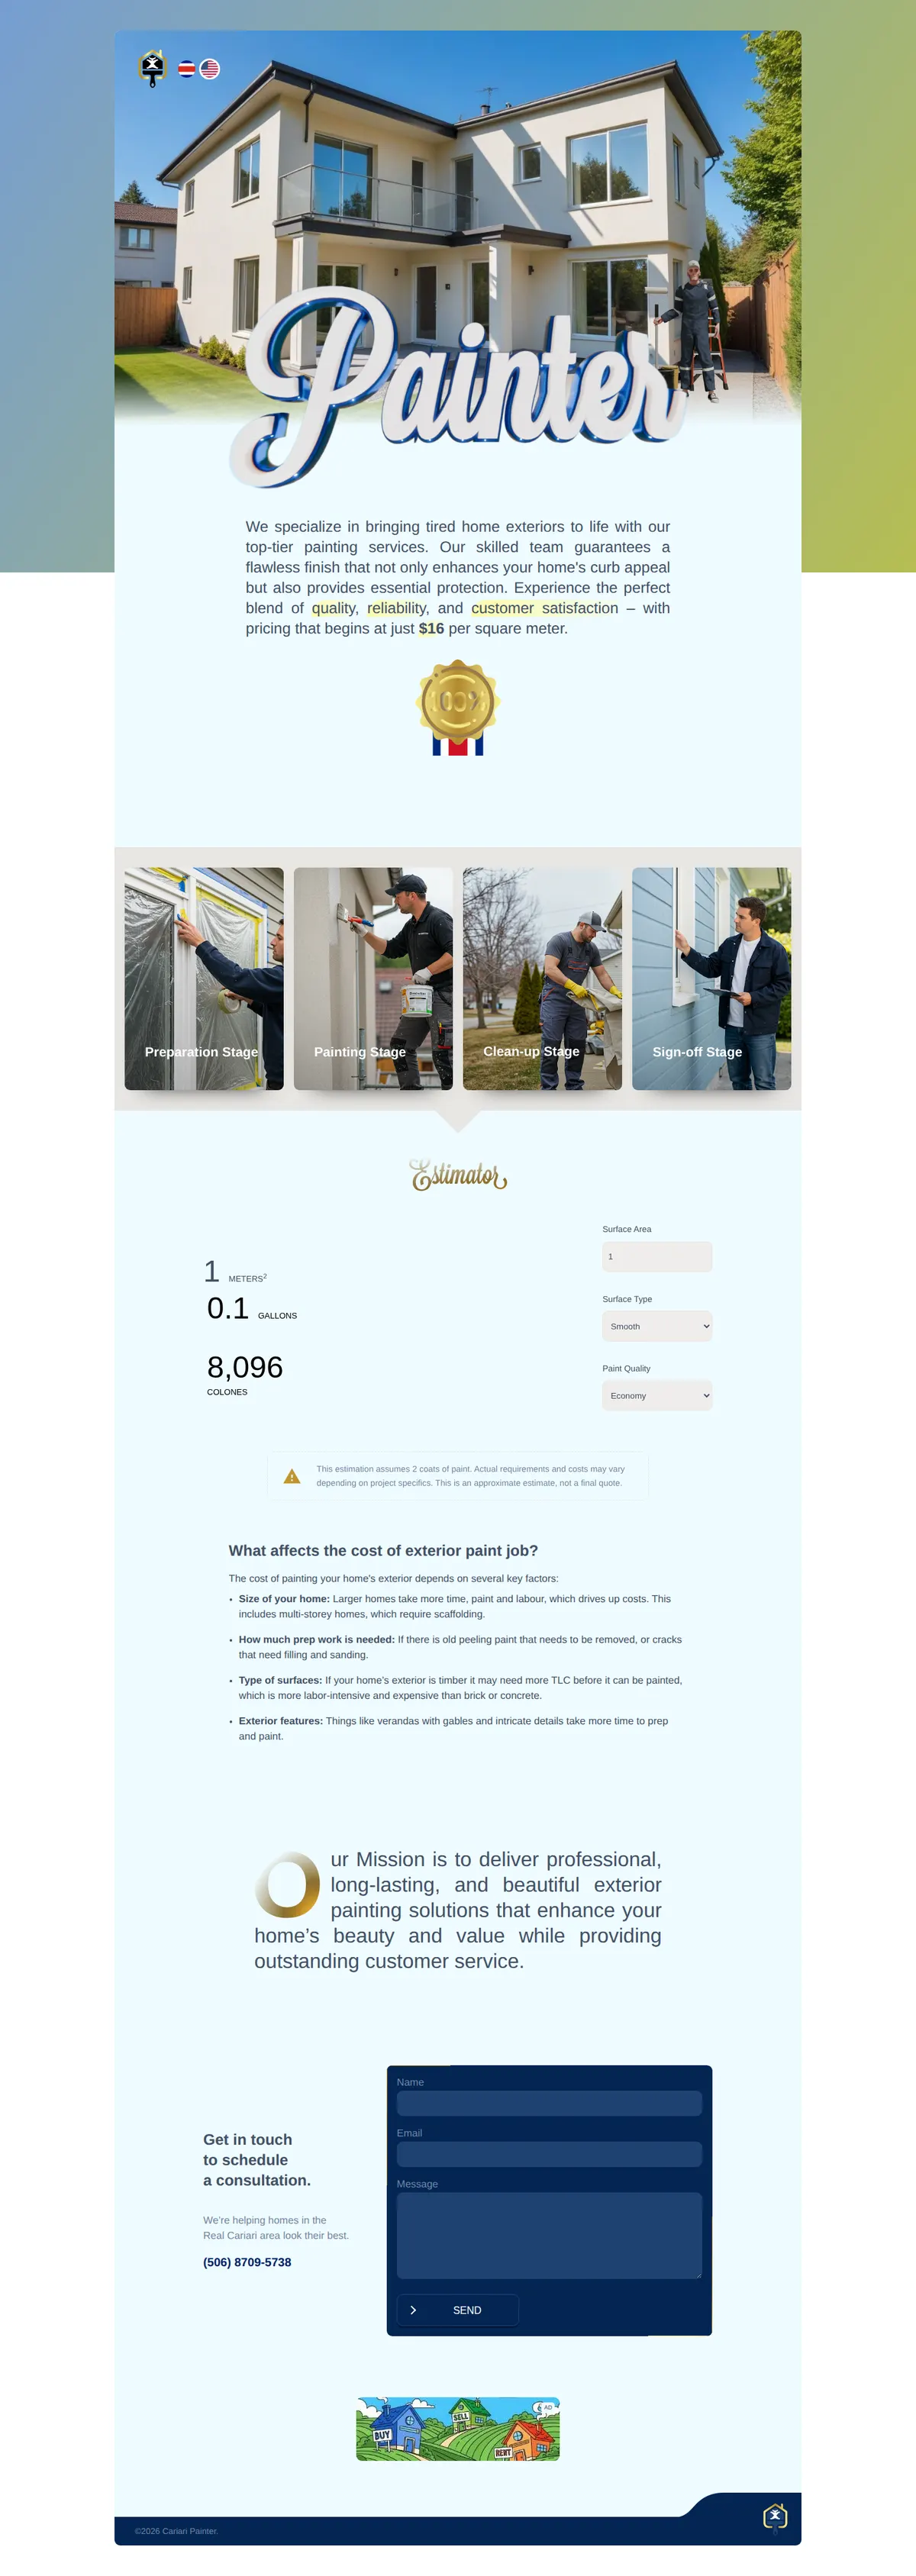 Painter
We specialize in bringing tired home exteriors to life with our
top-tier painting services. Our skilled team guarantees a
flawless finish that not only enhances your home's curb appeal
but also provides essential protection. Experience the perfect
blend of quality, reliability, and customer satisfaction – with
pricing that begins at just $16 per square meter.
Preparation Stage
Painting Stage
Clean-up Stage
Sign-off Stage
Estimator
Surface Area
1
1 METERS²
0.1 GALLONS
Surface Type
Smooth
8,096
COLONES
Paint Quality
Economy
This estimation assumes 2 coats of paint. Actual requirements and costs may vary
depending on project specifics. This is an approximate estimate, not a final quote.
What affects the cost of exterior paint job?
The cost of painting your home's exterior depends on several key factors:
• Size of your home: Larger homes take more time, paint and labour, which drives up costs. This
includes multi-storey homes, which require scaffolding.
• How much prep work is needed: If there is old peeling paint that needs to be removed, or cracks
that need filling and sanding.
• Type of surfaces: If your home's exterior is timber it may need more TLC before it can be painted,
which is more labor-intensive and expensive than brick or concrete.
• Exterior features: Things like verandas with gables and intricate details take more time to prep
and paint.
Our Mission is to deliver professional,
long-lasting, and beautiful exterior
painting solutions that enhance your
home's beauty and value while providing
outstanding customer service.
Get in touch
to schedule
a consultation.
We're helping homes in the
Real Cariari area look their best.
(506) 8709-5738
Name
Email
Message
SEND
BUY
SELL
RENT
AD
©2026 Cariari Painter.